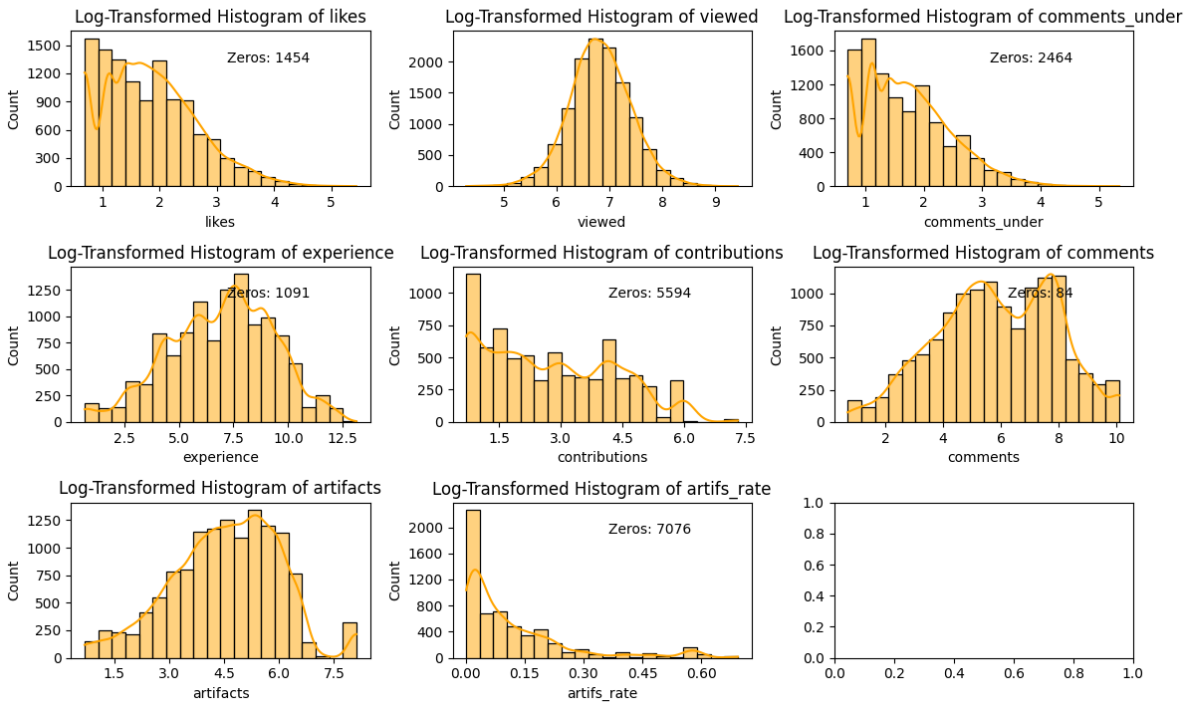 Log-Transformed Histogram of likes
Zeros: 1454
Count
1500
1200
900
600
300
0
1 2 3 4 5
likes
Log-Transformed Histogram of viewed
Count
2000
1500
1000
500
0
5 6 7 8 9
viewed
Log-Transformed Histogram of comments_under
Zeros: 2464
Count
1600
1200
800
400
0
1 2 3 4 5
comments_under
Log-Transformed Histogram of experience
Zeros: 1091
Count
1250
1000
750
500
250
0
2.5 5.0 7.5 10.0 12.5
experience
Log-Transformed Histogram of contributions
Zeros: 5594
Count
1000
750
500
250
0
1.5 3.0 4.5 6.0 7.5
contributions
Log-Transformed Histogram of comments
Zeros: 84
Count
1000
750
500
250
0
2 4 6 8 10
comments
Log-Transformed Histogram of artifacts
Count
1250
1000
750
500
250
0
1.5 3.0 4.5 6.0 7.5
artifacts
Log-Transformed Histogram of artifs_rate
Zeros: 7076
Count
2000
1600
1200
800
400
0
0.00 0.15 0.30 0.45 0.60
artifs_rate
1.0
0.8
0.6
0.4
0.2
0.0
0.0 0.2 0.4 0.6 0.8 1.0